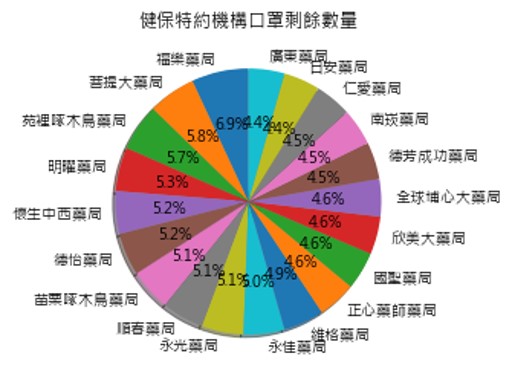 健保特約機構口罩剩餘數量
福樂藥局
6.9%
菩提大藥局
5.8%
苑裡啄木鳥藥局
5.7%
明曜藥局
5.3%
懷生中西藥局
5.2%
德怡藥局
5.2%
苗栗啄木鳥藥局
5.1%
順春藥局
5.1%
永光藥局
5.1%
永佳藥局
5.0%
維格藥局
4.9%
正心藥師藥局
4.6%
國聖藥局
4.6%
欣美大藥局
4.6%
全球埔心大藥局
4.6%
德芳成功藥局
4.5%
南崁藥局
4.5%
仁愛藥局
4.5%
日安藥局
4.4%
廣東藥局
4.4%